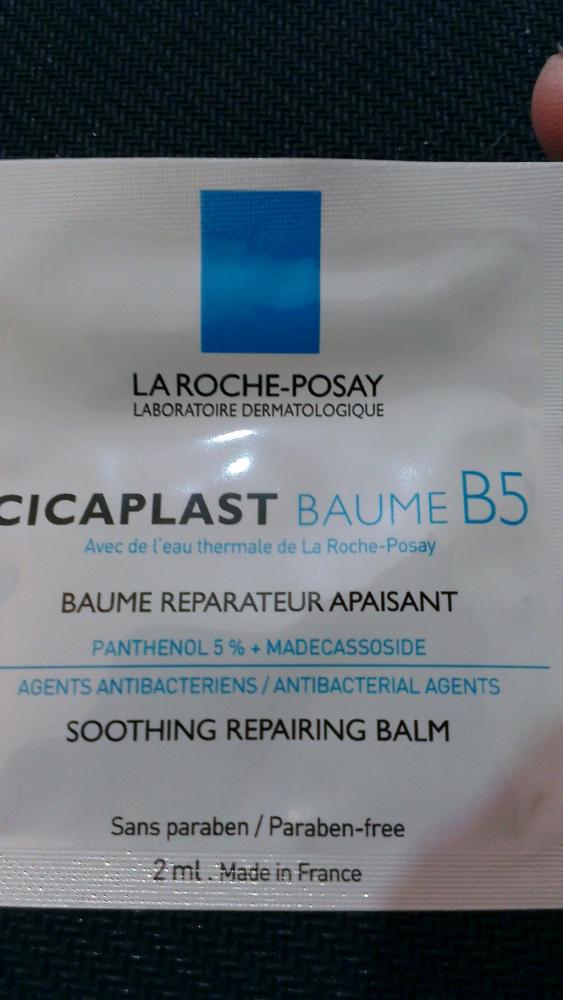 LA ROCHE-POSAY
LABORATOIRE DERMATOLOGIQUE
CICAPLAST BAUME B5
Avec de l'eau thermale de La Roche-Posay
BAUME REPARATEUR APAISANT
PANTHENOL 5 % + MADECASSOSIDE
AGENTS ANTIBACTERIENS / ANTIBACTERIAL AGENTS
SOOTHING REPAIRING BALM
Sans paraben / Paraben-free
2 ml . Made in France